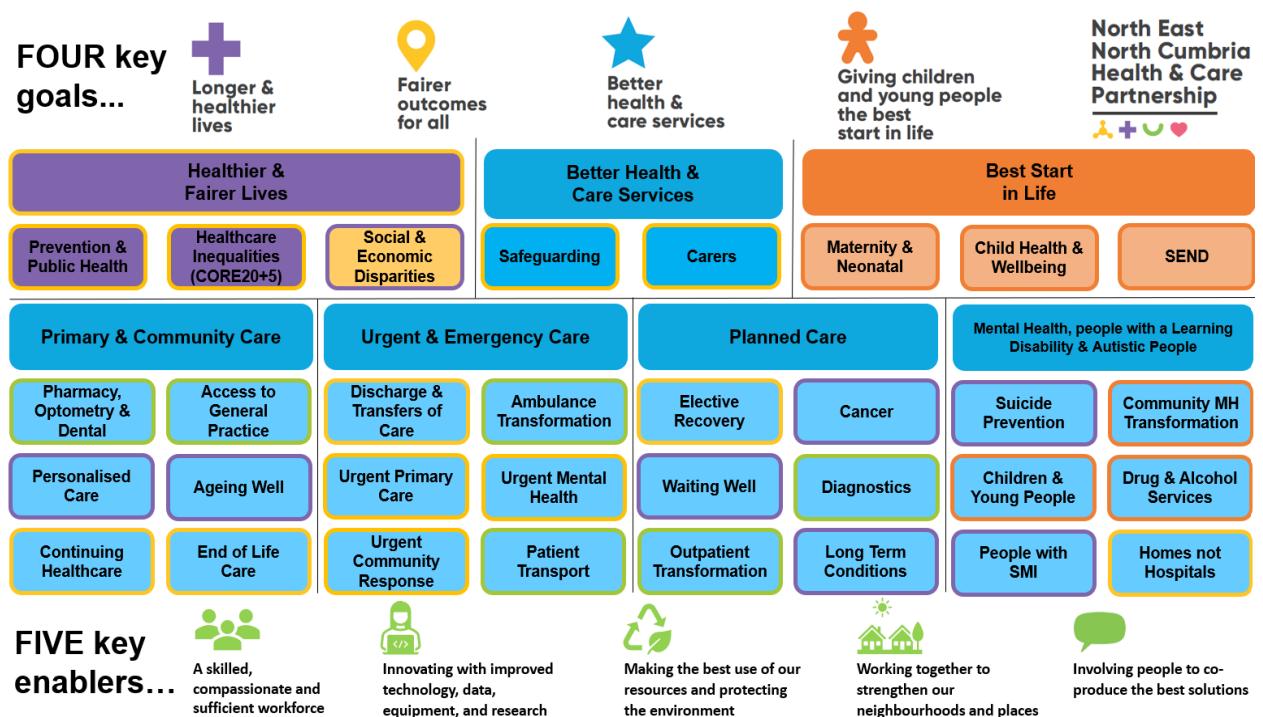 FOUR key
goals...
Longer &
healthier
lives
Fairer
outcomes
for all
Better
health &
care services
Giving children
and young people
the best
start in life
North East
North Cumbria
Health & Care
Partnership
Healthier &
Fairer Lives
Better Health &
Care Services
Best Start
in Life
Prevention &
Public Health
Healthcare
Inequalities
(CORE20+5)
Social &
Economic
Disparities
Safeguarding
Carers
Maternity &
Neonatal
Child Health &
Wellbeing
SEND
Primary & Community Care
Urgent & Emergency Care
Planned Care
Mental Health, people with a Learning
Disability & Autistic People
Pharmacy,
Optometry &
Dental
Access to
General
Practice
Discharge &
Transfers of
Care
Ambulance
Transformation
Elective
Recovery
Cancer
Suicide
Prevention
Community MH
Transformation
Personalised
Care
Ageing Well
Urgent Primary
Care
Urgent Mental
Health
Waiting Well
Diagnostics
Children &
Young People
Drug & Alcohol
Services
Continuing
Healthcare
End of Life
Care
Urgent
Community
Response
Patient
Transport
Outpatient
Transformation
Long Term
Conditions
People with
SMI
Homes not
Hospitals
FIVE key
enablers…
A skilled,
compassionate and
sufficient workforce
Innovating with improved
technology, data,
equipment, and research
Making the best use of our
resources and protecting
the environment
Working together to
strengthen our
neighbourhoods and places
Involving people to co-
produce the best solutions